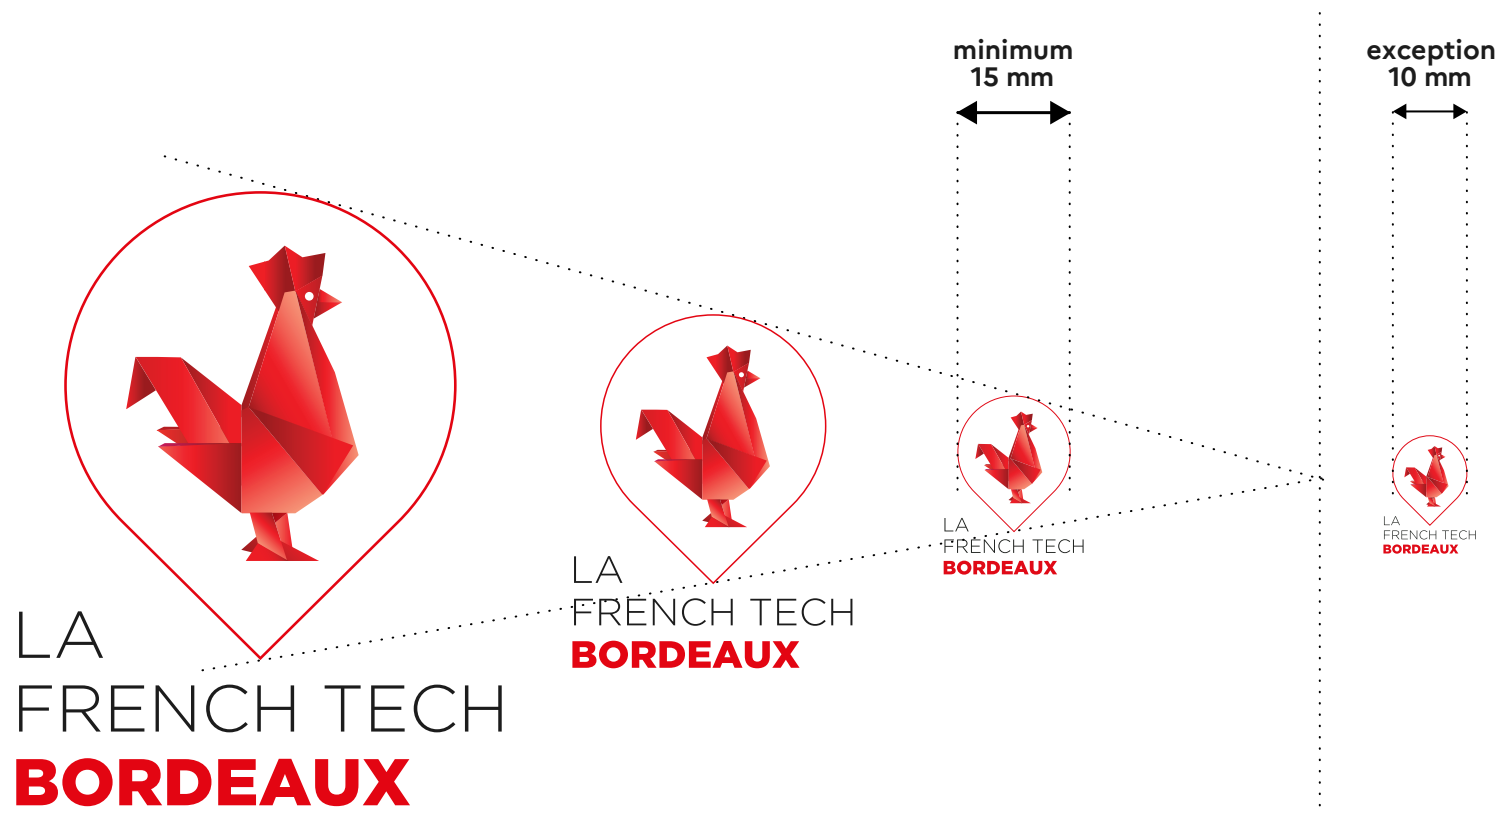 minimum
15 mm
exception
10 mm
LA
FRENCH TECH
BORDEAUX
LA
FRENCH TECH
BORDEAUX
LA
FRENCH TECH
BORDEAUX
LA
FRENCH TECH
BORDEAUX